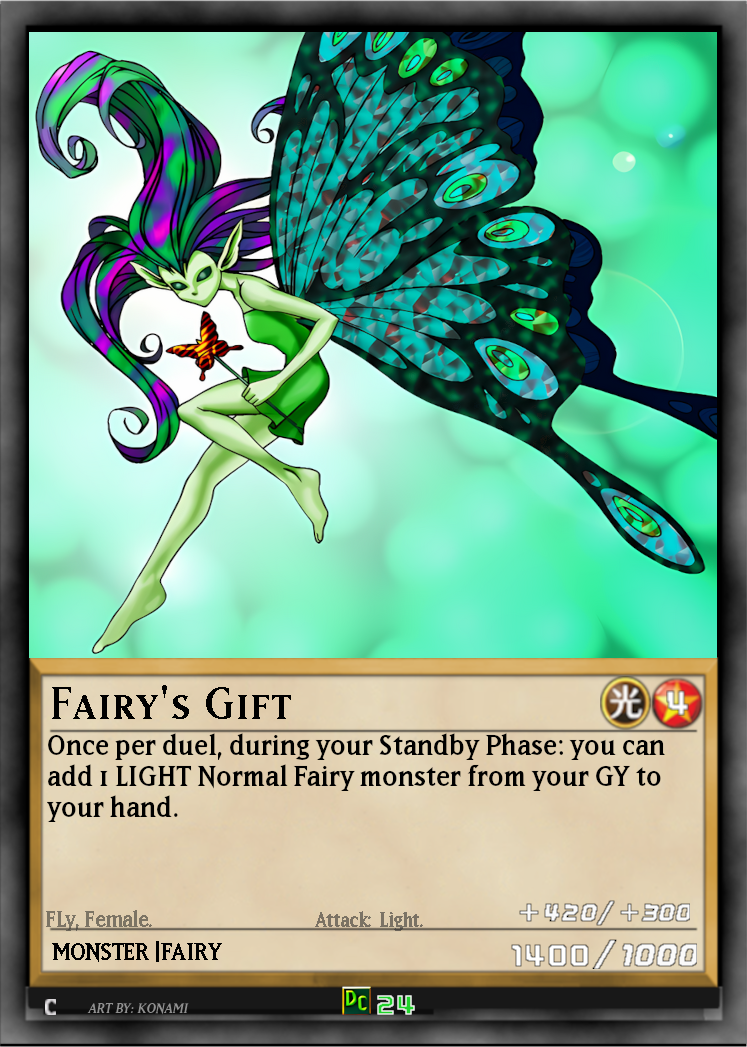 Fairy's Gift 光 4
Once per duel, during your Standby Phase: you can
add 1 LIGHT Normal Fairy monster from your GY to
your hand.
FLy, Female. Attack: Light. +420/ +300
MONSTER |FAIRY 1400/1000
C ART BY: KONAMI DC 24